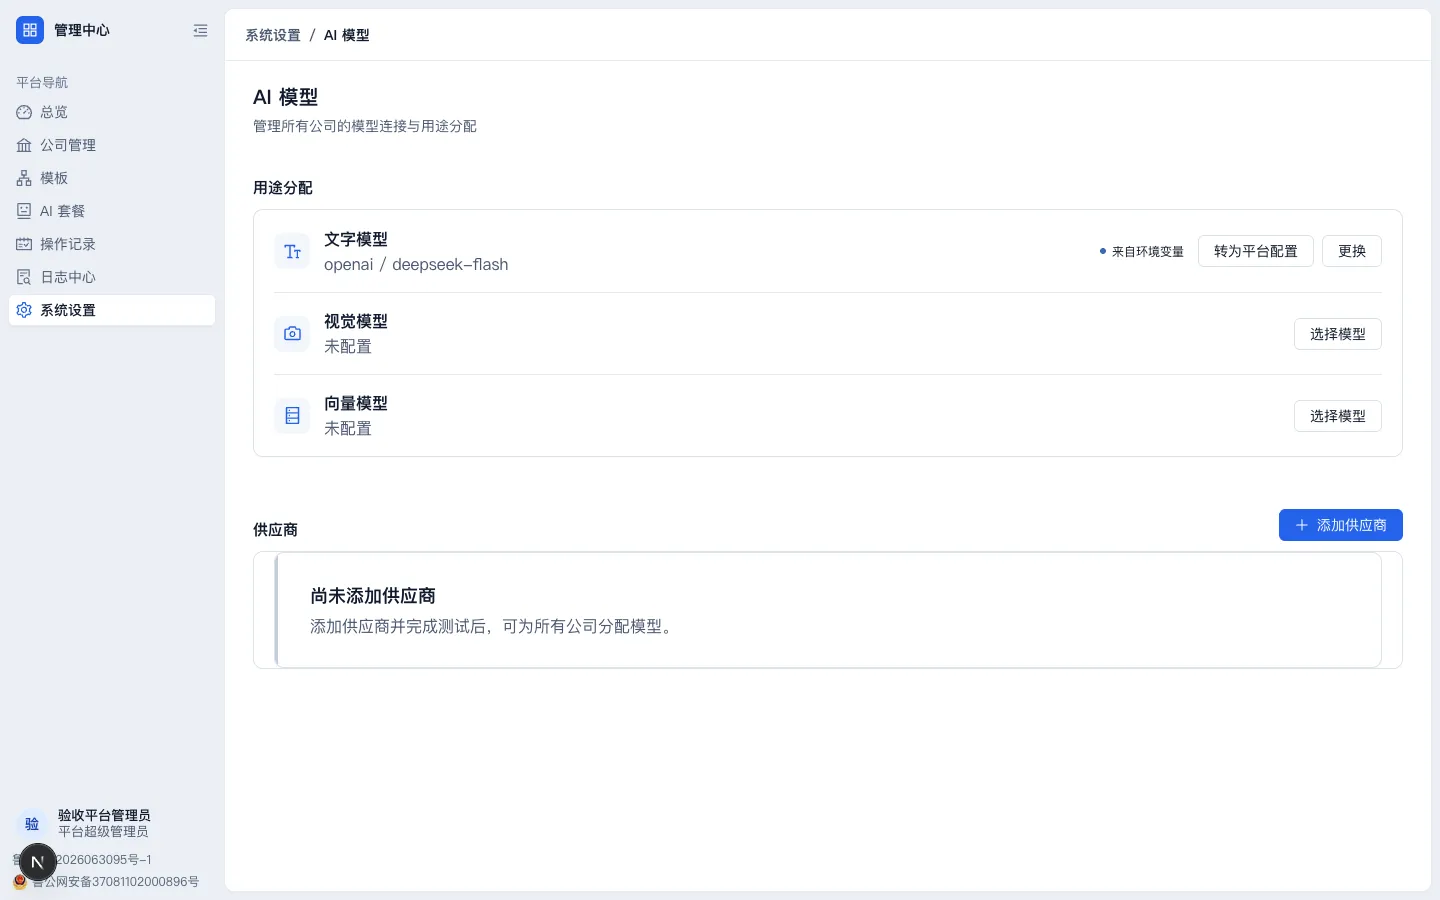 管理中心
平台导航
总览
公司管理
模板
AI 套餐
操作记录
日志中心
系统设置
验
验收平台管理员
平台超级管理员
2026063095号-1
鲁公网安备37081102000896号
N
系统设置 / AI 模型
AI 模型
管理所有公司的模型连接与用途分配
用途分配
文字模型
openai / deepseek-flash
来自环境变量
转为平台配置
更换
视觉模型
未配置
选择模型
向量模型
未配置
选择模型
供应商
添加供应商
尚未添加供应商
添加供应商并完成测试后，可为所有公司分配模型。